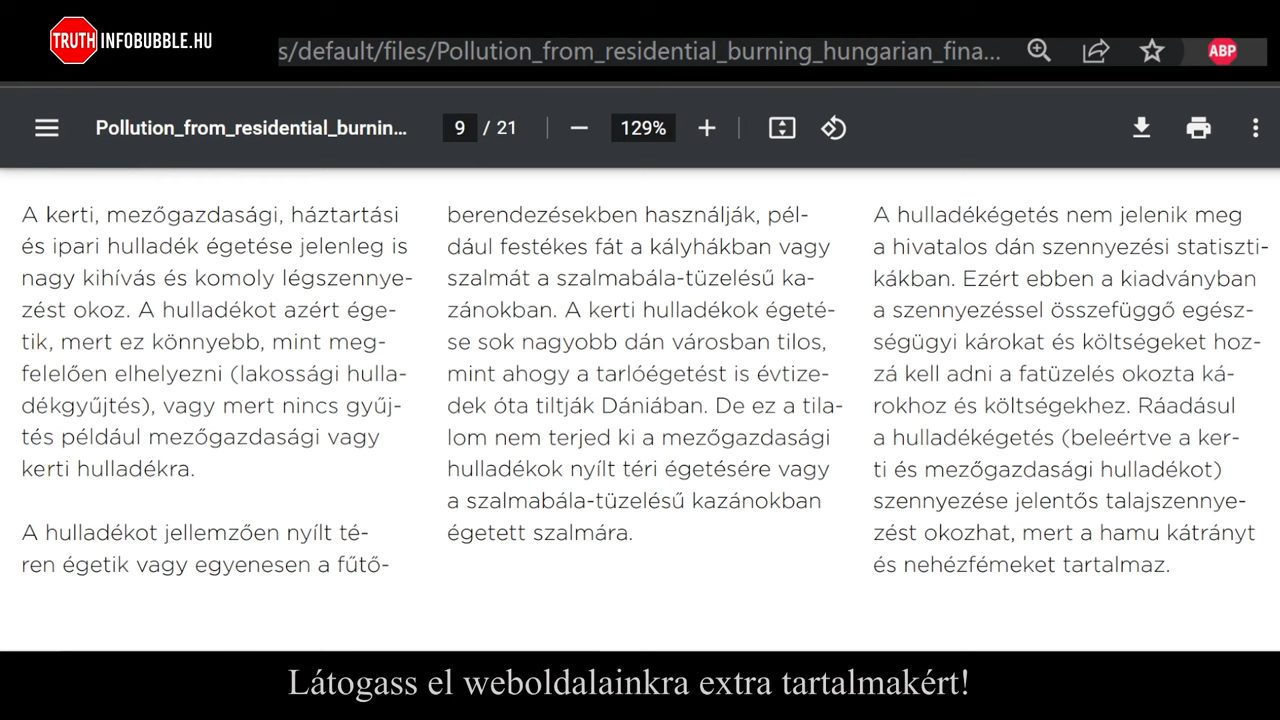 TRUTH INFOBUBBLE.HU
s/default/files/Pollution_from_residential_burning_hungarian_fina...
ABP
Pollution_from_residential_burnin...
9 / 21
129%
A kerti, mezőgazdasági, háztartási
és ipari hulladék égetése jelenleg is
nagy kihívás és komoly légszennye-
zést okoz. A hulladékot azért ége-
tik, mert ez könnyebb, mint meg-
felelően elhelyezni (lakossági hulla-
dékgyűjtés), vagy mert nincs gyűj-
tés például mezőgazdasági vagy
kerti hulladékra.
A hulladékot jellemzően nyílt té-
ren égetik vagy egyenesen a fűtő-
berendezésekben használják, pél-
dául festékes fát a kályhákban vagy
szalmát a szalmabála-tüzelésű ka-
zánokban. A kerti hulladékok égeté-
se sok nagyobb dán városban tilos,
mint ahogy a tarlóégetést is évtize-
dek óta tiltják Dániában. De ez a tila-
lom nem terjed ki a mezőgazdasági
hulladékok nyílt téri égetésére vagy
a szalmabála-tüzelésű kazánokban
égetett szalmára.
A hulladékégetés nem jelenik meg
a hivatalos dán szennyezési statiszti-
kákban. Ezért ebben a kiadványban
a szennyezéssel összefüggő egész-
ségügyi károkat és költségeket hoz-
zá kell adni a fatüzelés okozta ká-
rokhoz és költségekhez. Ráadásul
a hulladékégetés (beleértve a ker-
ti és mezőgazdasági hulladékot)
szennyezése jelentős talajszennye-
zést okozhat, mert a hamu kátrányt
és nehézfémeket tartalmaz.
Látogass el weboldalainkra extra tartalmakért!